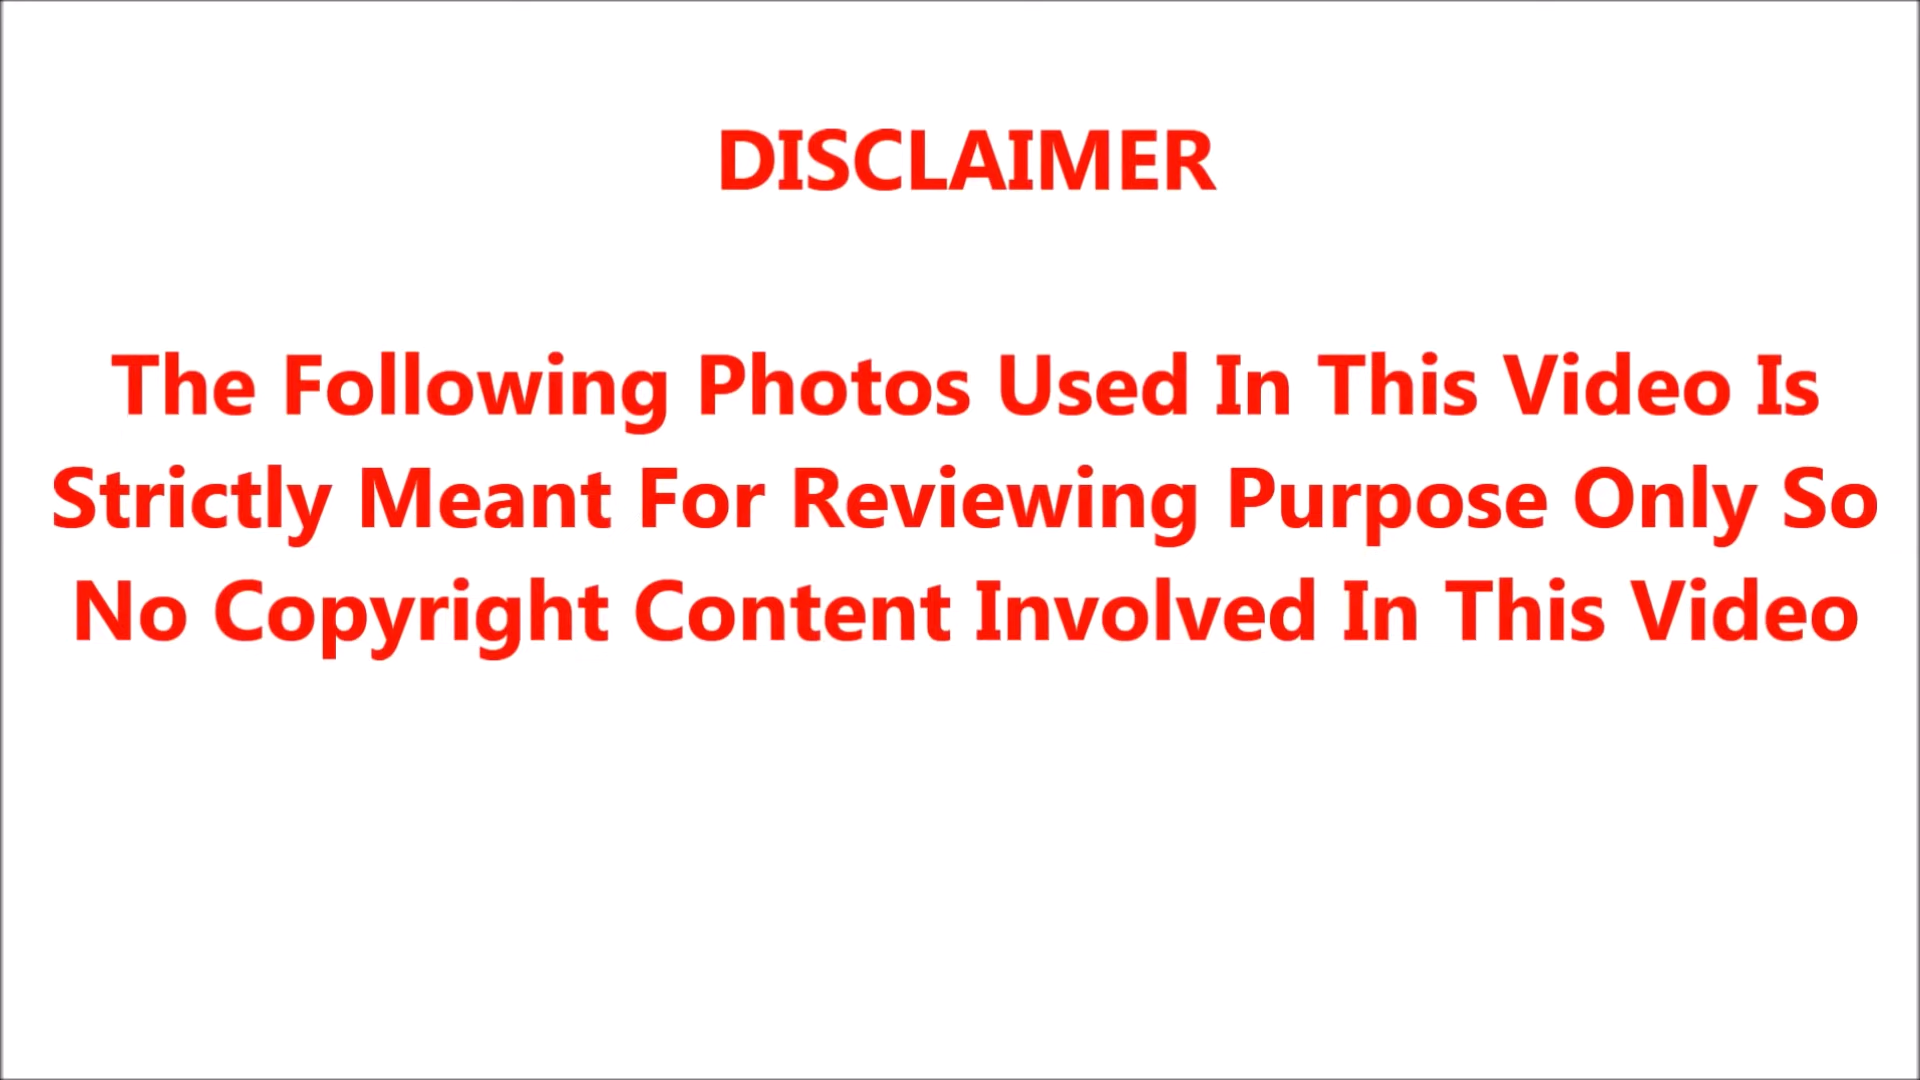 DISCLAIMER
The Following Photos Used In This Video Is
Strictly Meant For Reviewing Purpose Only So
No Copyright Content Involved In This Video